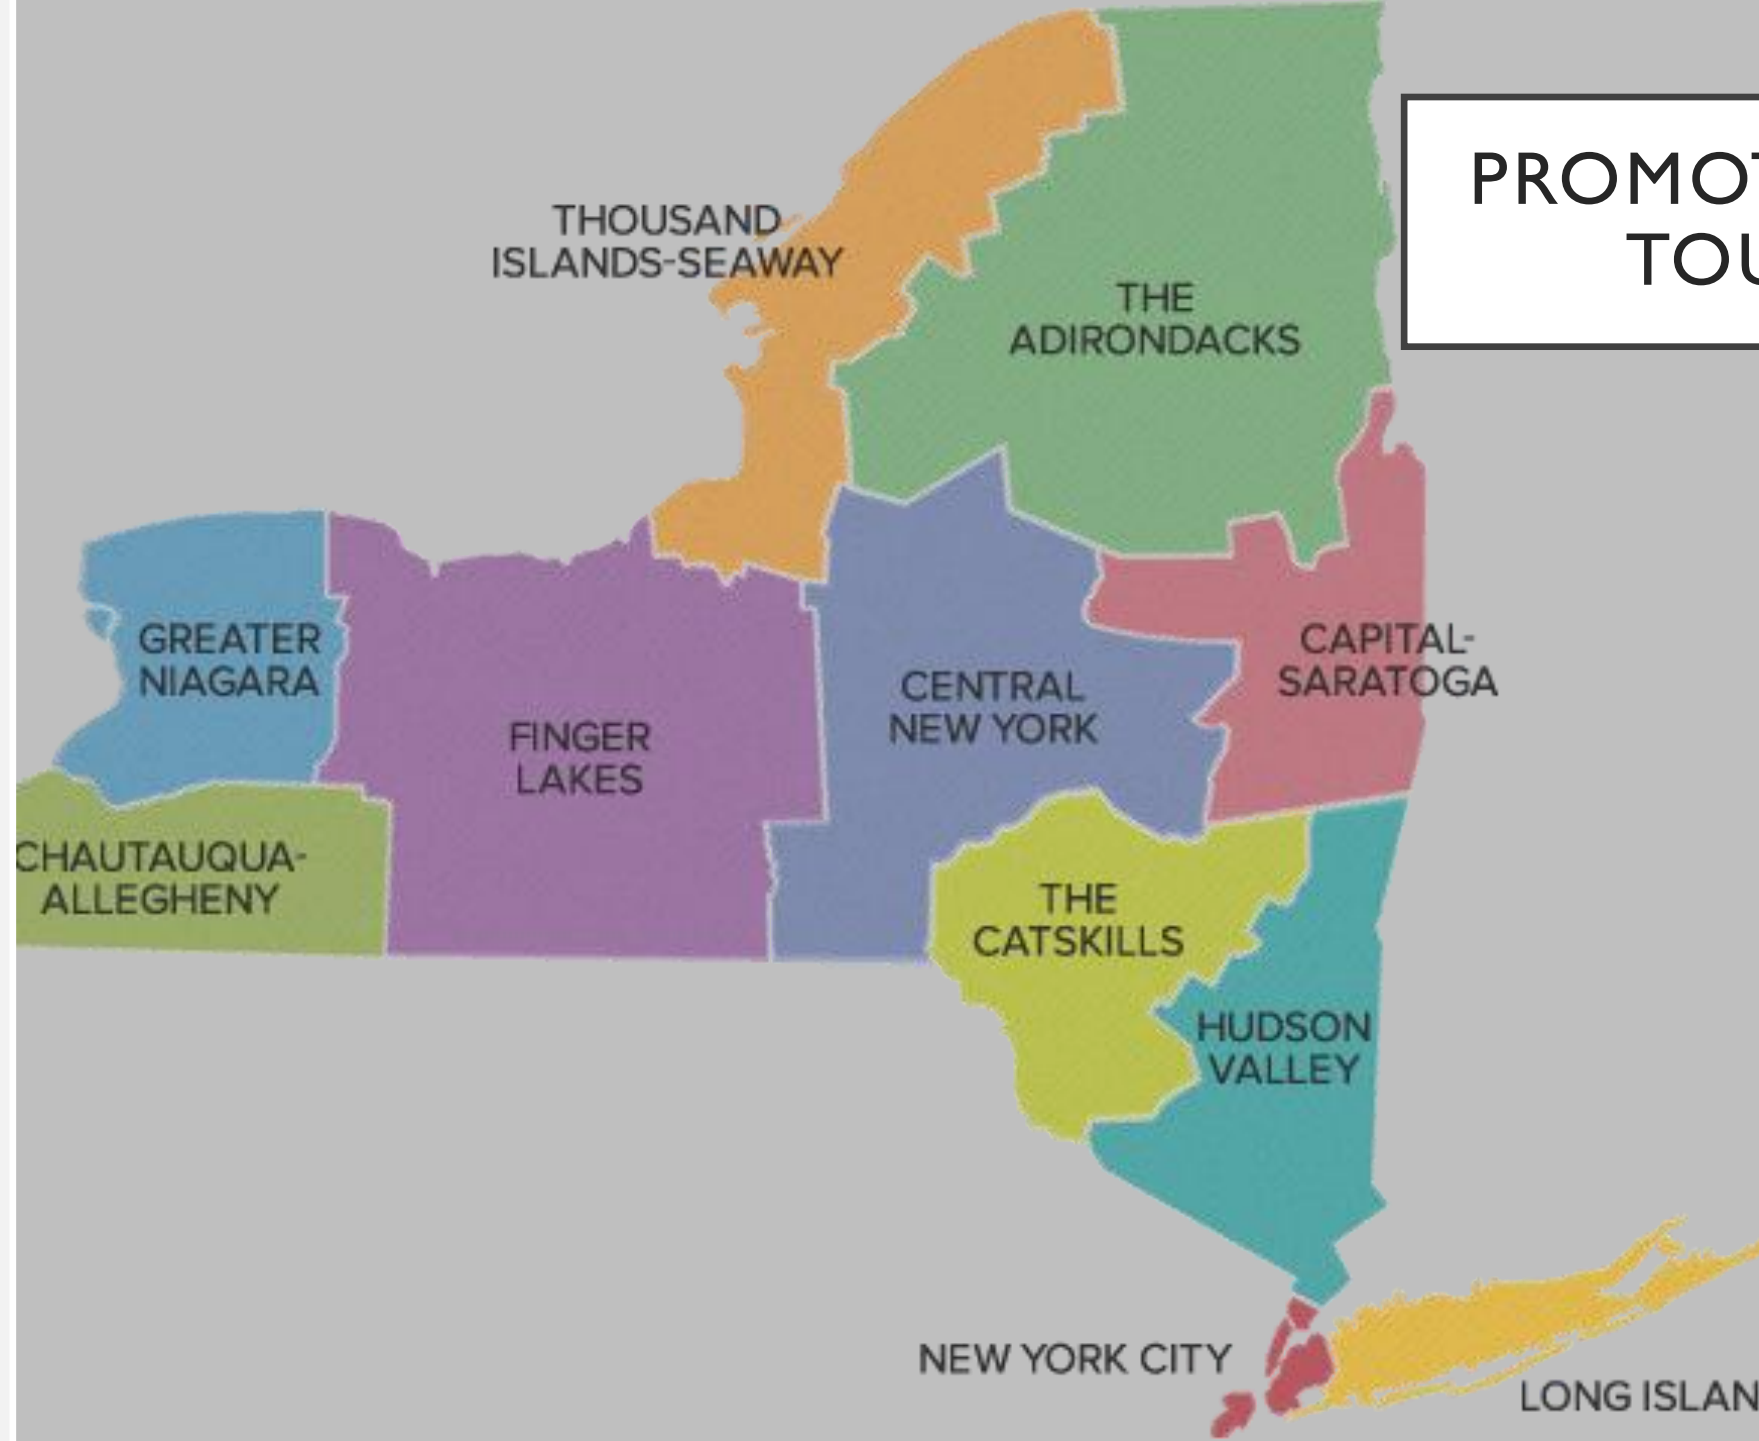 PROMOT
TOU
THOUSAND
ISLANDS-SEAWAY
THE
ADIRONDACKS
GREATER
NIAGARA
CAPITAL-
SARATOGA
CENTRAL
NEW YORK
FINGER
LAKES
CHAUTAUQUA-
ALLEGHENY
THE
CATSKILLS
HUDSON
VALLEY
NEW YORK CITY
LONG ISLAN